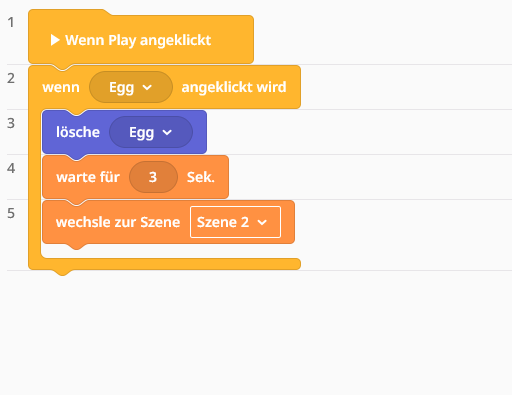 1
Wenn Play angeklickt
2
wenn Egg angeklickt wird
3
lösche Egg
4
warte für 3 Sek.
5
wechsle zur Szene Szene 2